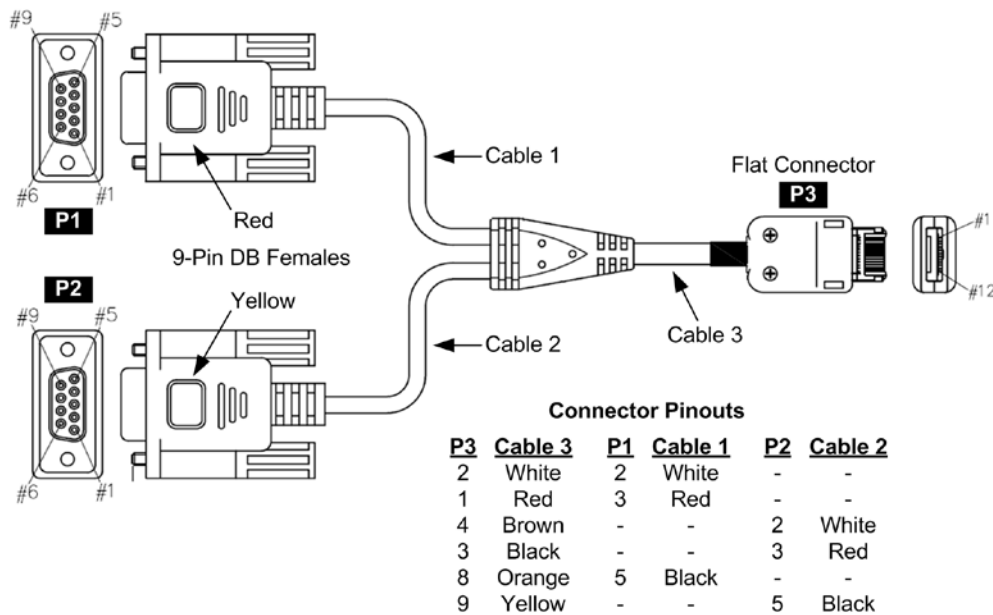 #9 #5
#6 #1
P1
Red
Cable 1
9-Pin DB Females
P2
Yellow
#9 #5
#6 #1
Cable 2
Flat Connector
P3
#1
#12
Cable 3
Connector Pinouts
P3 Cable 3 P1 Cable 1 P2 Cable 2
2 White 2 White - -
1 Red 3 Red - -
4 Brown - - 2 White
3 Black - - 3 Red
8 Orange 5 Black - -
9 Yellow - - 5 Black